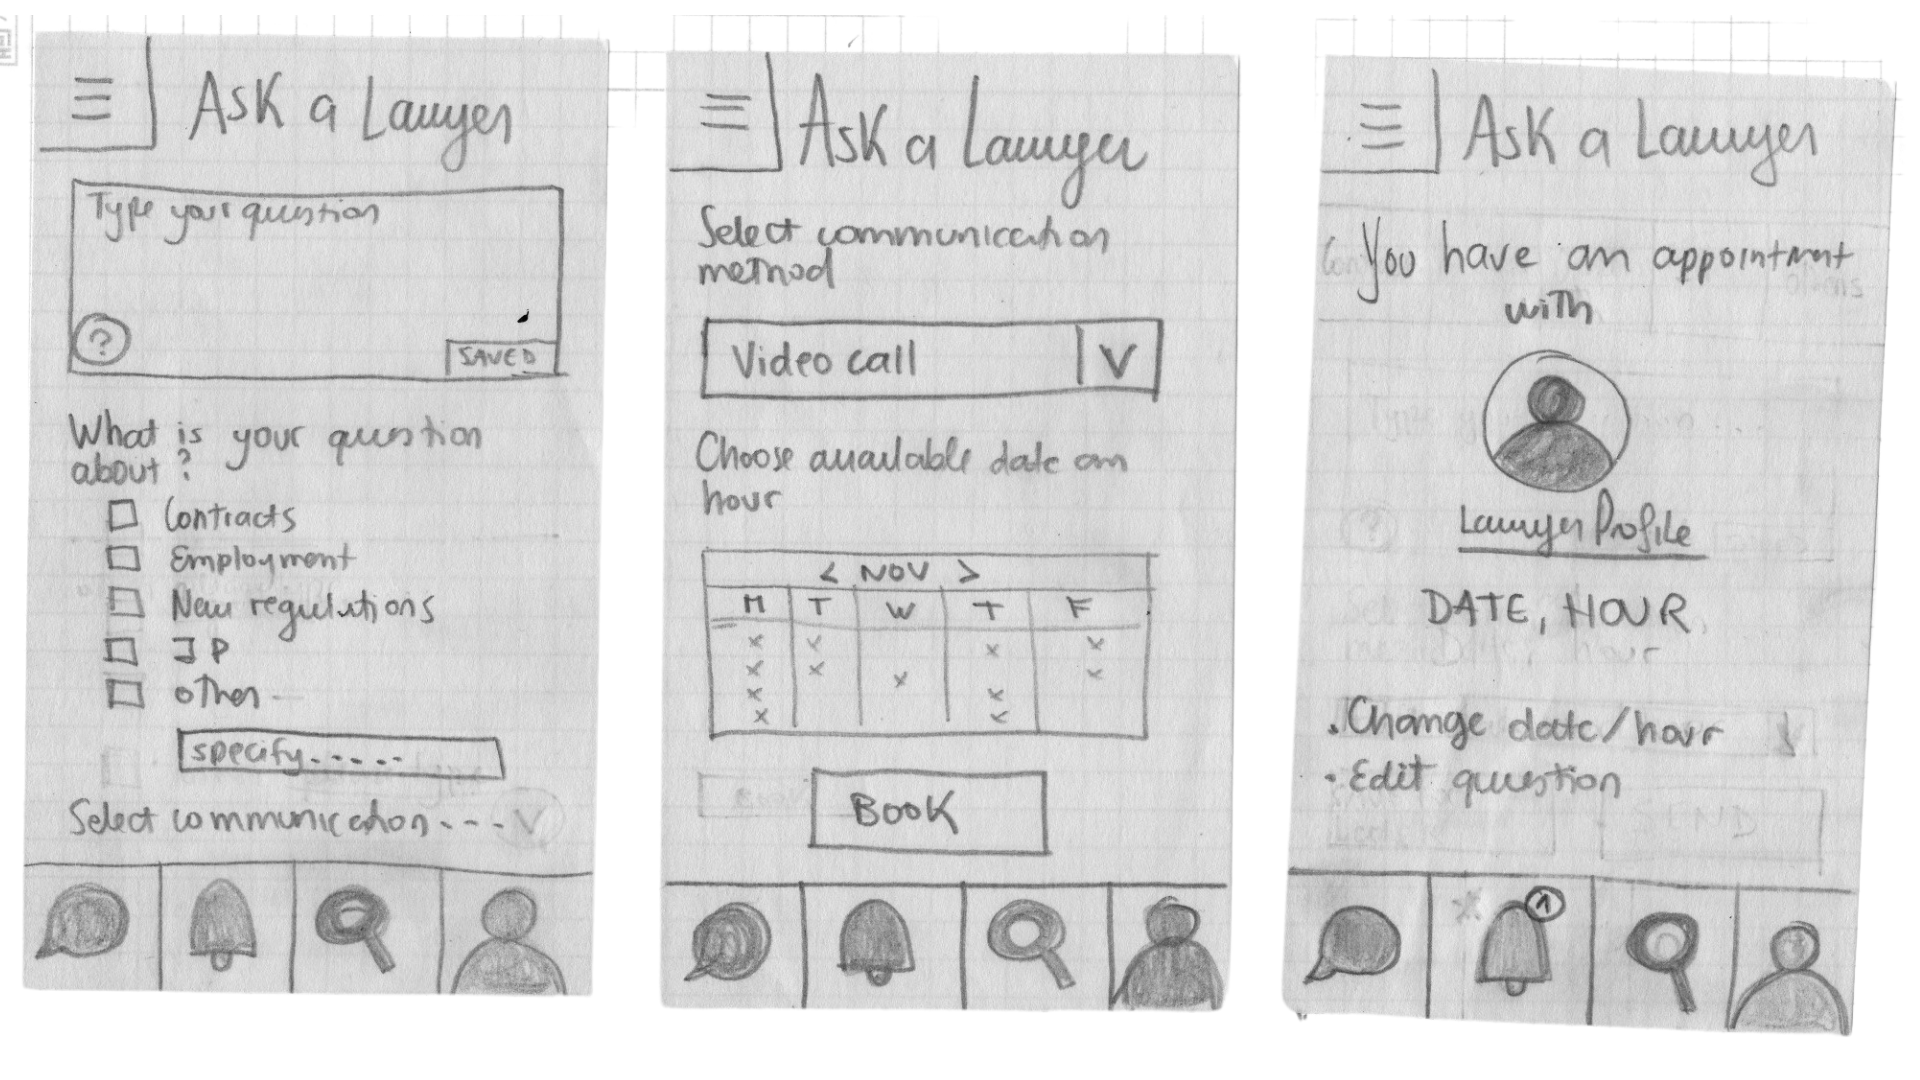 Ask a Lawyer
Type your question
?
SAVED
What is your question
about?
Contracts
Employment
New regulations
IP
other
specify.....
Select communication....V
Ask a Lawyer
Select communication
method
Video call V
Choose available date an
hour
< NOV >
M T W T F
x x x x
x x x x
x x
x x
BOOK
Ask a Lawyer
You have an appointment
with
Lawyer Profile
DATE, HOUR
. Change date/hour
- Edit question
1